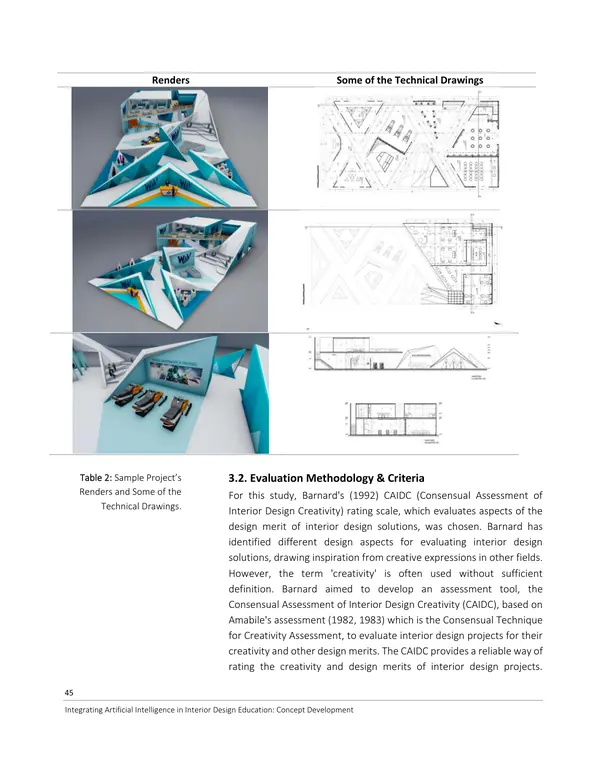 Renders
Some of the Technical Drawings
Table 2: Sample Project's
Renders and Some of the
Technical Drawings.
3.2. Evaluation Methodology & Criteria
For this study, Barnard's (1992) CAIDC (Consensual Assessment of
Interior Design Creativity) rating scale, which evaluates aspects of the
design merit of interior design solutions, was chosen. Barnard has
identified different design aspects for evaluating interior design
solutions, drawing inspiration from creative expressions in other fields.
However, the term 'creativity' is often used without sufficient
definition. Barnard aimed to develop an assessment tool, the
Consensual Assessment of Interior Design Creativity (CAIDC), based on
Amabile's assessment (1982, 1983) which is the Consensual Technique
for Creativity Assessment, to evaluate interior design projects for their
creativity and other design merits. The CAIDC provides a reliable way of
rating the creativity and design merits of interior design projects.
45
Integrating Artificial Intelligence in Interior Design Education: Concept Development